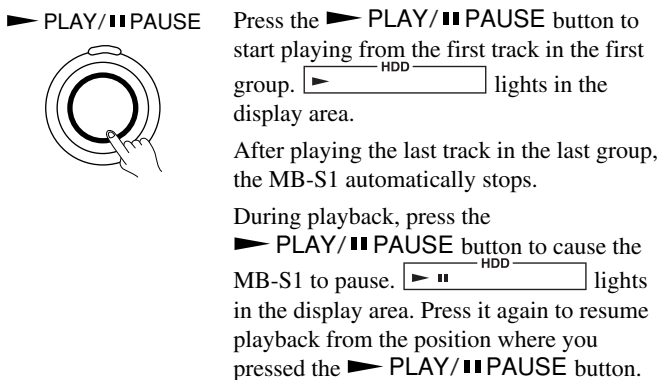 ► PLAY/⏸PAUSE
Press the ► PLAY/⏸PAUSE button to
start playing from the first track in the first
HDD
group. ► lights in the
display area.
After playing the last track in the last group,
the MB-S1 automatically stops.
During playback, press the
► PLAY/⏸PAUSE button to cause the
HDD
MB-S1 to pause. ► ⏸ lights
in the display area. Press it again to resume
playback from the position where you
pressed the ► PLAY/⏸PAUSE button.